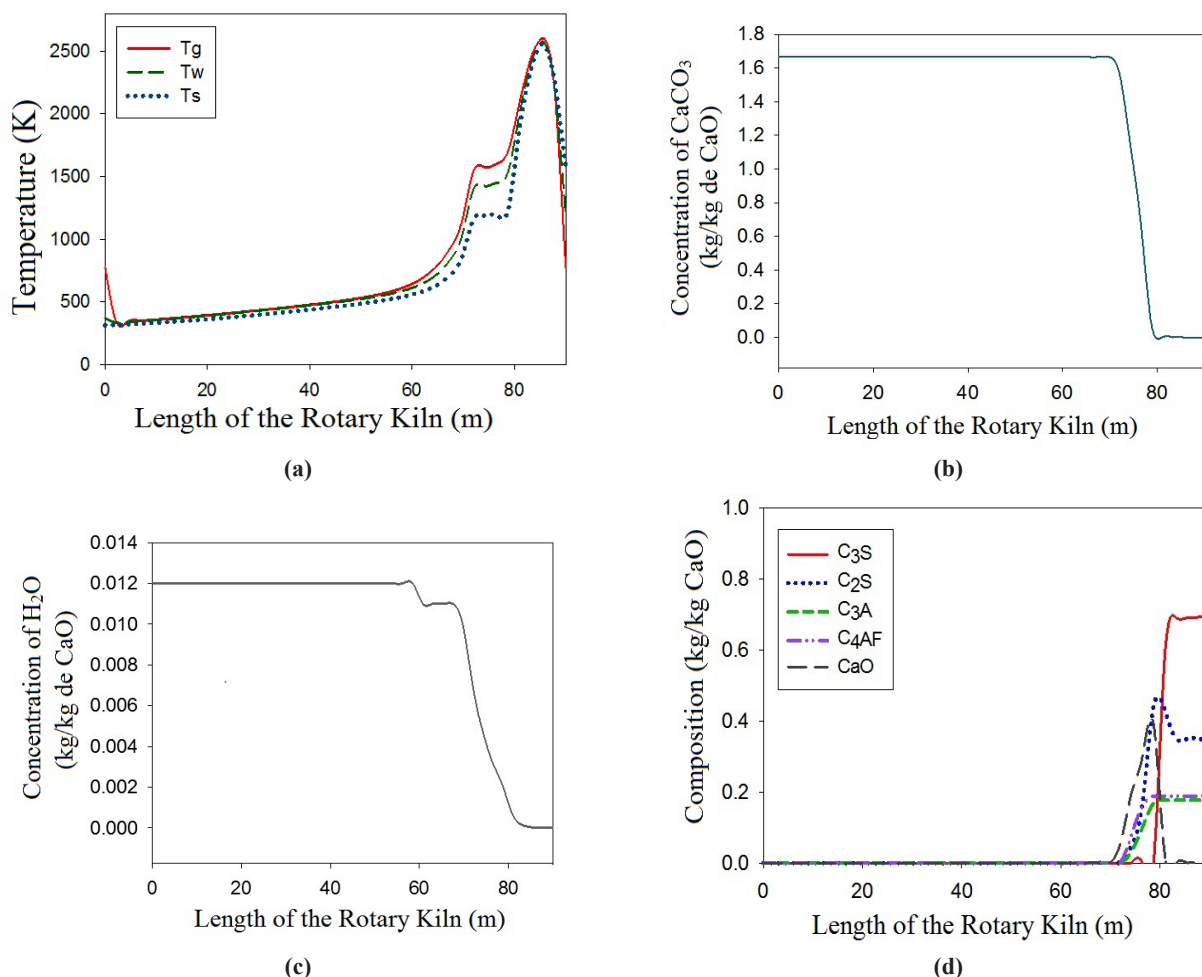 Temperature (K)
2500
2000
1500
1000
500
0
Tg
Tw
Ts
0 20 40 60 80
Length of the Rotary Kiln (m)
(a)
Concentration of CaCO₃
(kg/kg de CaO)
1.8
1.6
1.4
1.2
1.0
0.8
0.6
0.4
0.2
0.0
0 20 40 60 80
Length of the Rotary Kiln (m)
(b)
Concentration of H₂O
(kg/kg de CaO)
0.014
0.012
0.010
0.008
0.006
0.004
0.002
0.000
0 20 40 60 80
Length of the Rotary Kiln (m)
(c)
Composition (kg/kg CaO)
1.0
0.8
0.6
0.4
0.2
0.0
C₃S
C₂S
C₃A
C₄AF
CaO
0 20 40 60 80
Length of the Rotary Kiln (m)
(d)